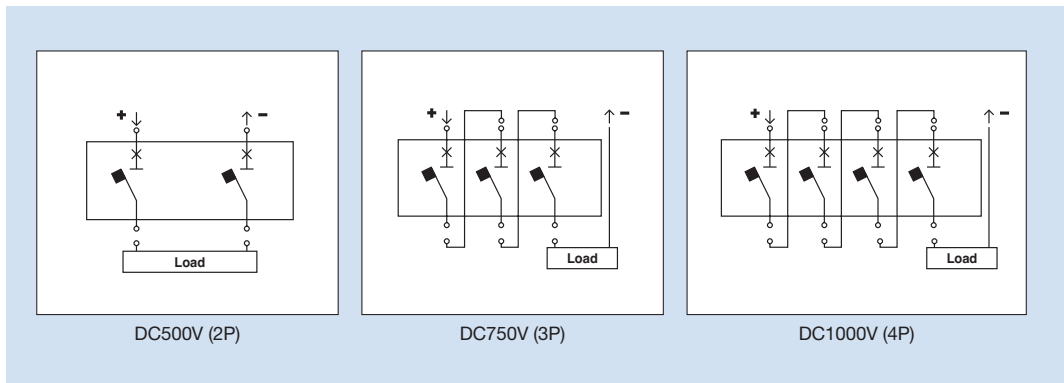 + -
Load
DC500V (2P)
+ -
Load
DC750V (3P)
+ -
Load
DC1000V (4P)